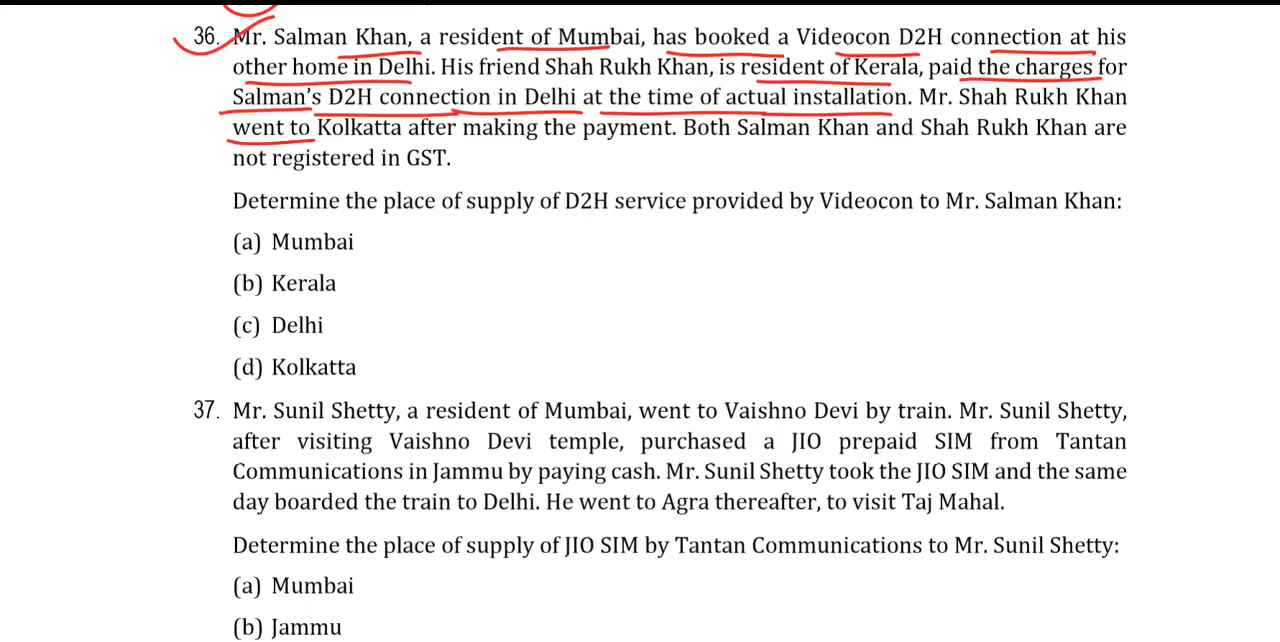 36. Mr. Salman Khan, a resident of Mumbai, has booked a Videocon D2H connection at his
other home in Delhi. His friend Shah Rukh Khan, is resident of Kerala, paid the charges for
Salman's D2H connection in Delhi at the time of actual installation. Mr. Shah Rukh Khan
went to Kolkatta after making the payment. Both Salman Khan and Shah Rukh Khan are
not registered in GST.
Determine the place of supply of D2H service provided by Videocon to Mr. Salman Khan:
(a) Mumbai
(b) Kerala
(c) Delhi
(d) Kolkatta
37. Mr. Sunil Shetty, a resident of Mumbai, went to Vaishno Devi by train. Mr. Sunil Shetty,
after visiting Vaishno Devi temple, purchased a JIO prepaid SIM from Tantan
Communications in Jammu by paying cash. Mr. Sunil Shetty took the JIO SIM and the same
day boarded the train to Delhi. He went to Agra thereafter, to visit Taj Mahal.
Determine the place of supply of JIO SIM by Tantan Communications to Mr. Sunil Shetty:
(a) Mumbai
(b) Jammu